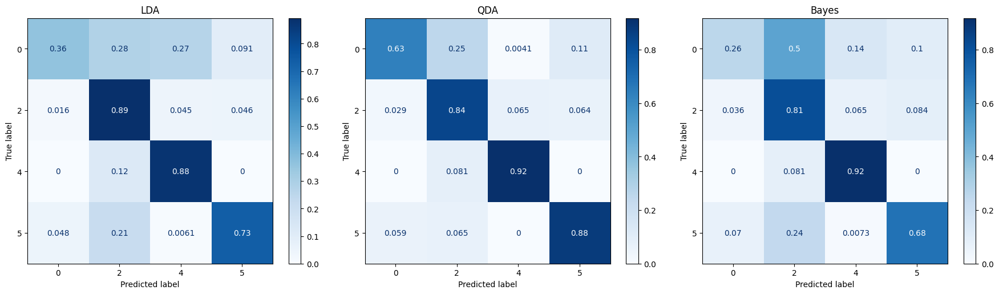 LDA
0 0.36 0.28 0.27 0.091
2 0.016 0.89 0.045 0.046
4 0 0.12 0.88 0
5 0.048 0.21 0.0061 0.73
0 2 4 5
True label
Predicted label
0.8
0.7
0.6
0.5
0.4
0.3
0.2
0.1
0.0
QDA
0 0.63 0.25 0.0041 0.11
2 0.029 0.84 0.065 0.064
4 0 0.081 0.92 0
5 0.059 0.065 0 0.88
0 2 4 5
True label
Predicted label
0.8
0.6
0.4
0.2
0.0
Bayes
0 0.26 0.5 0.14 0.1
2 0.036 0.81 0.065 0.084
4 0 0.081 0.92 0
5 0.07 0.24 0.0073 0.68
0 2 4 5
True label
Predicted label
0.8
0.6
0.4
0.2
0.0